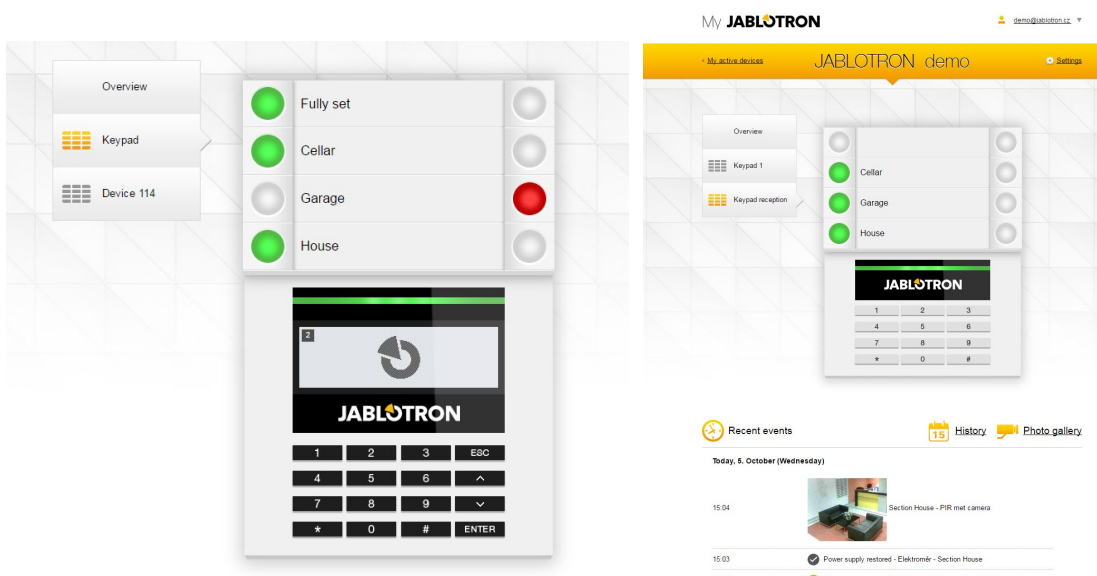 Overview
Keypad
Device 114
Fully set
Cellar
Garage
House
2
JABLOTRON
1 2 3 ESC
4 5 6
7 8 9
* 0 # ENTER
My JABLOTRON
demo@jablotron.cz
My active devices
JABLOTRON demo
Settings
Overview
Keypad 1
Keypad reception
Cellar
Garage
House
JABLOTRON
1 2 3
4 5 6
7 8 9
* 0 #
Recent events
15 History
Photo gallery
Today, 5. October (Wednesday)
15:04 Section House - PIR met camera
15:03 Power supply restored - Elektroměr - Section House